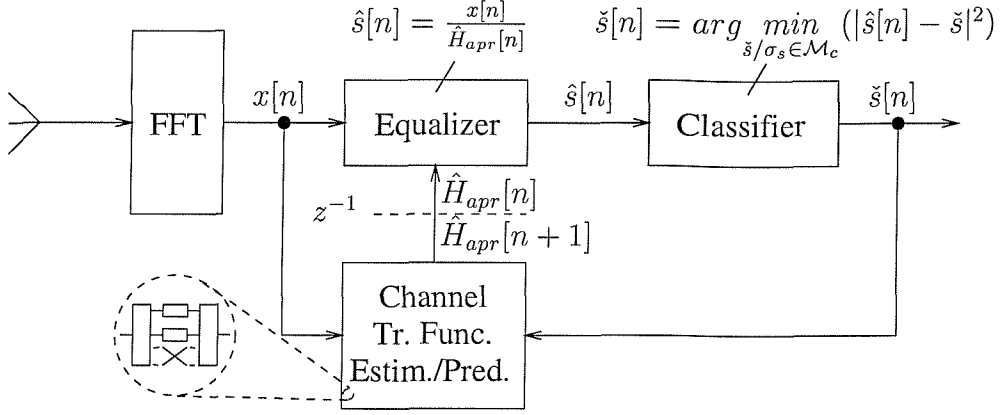 ŝ[n] = x[n] / Ĥ_apr[n]
š[n] = arg min_{š/σ_s ∈ M_c} (|ŝ[n] − š|²)
FFT
x[n]
Equalizer
ŝ[n]
Classifier
š[n]
z⁻¹
Ĥ_apr[n]
Ĥ_apr[n + 1]
Channel
Tr. Func.
Estim./Pred.